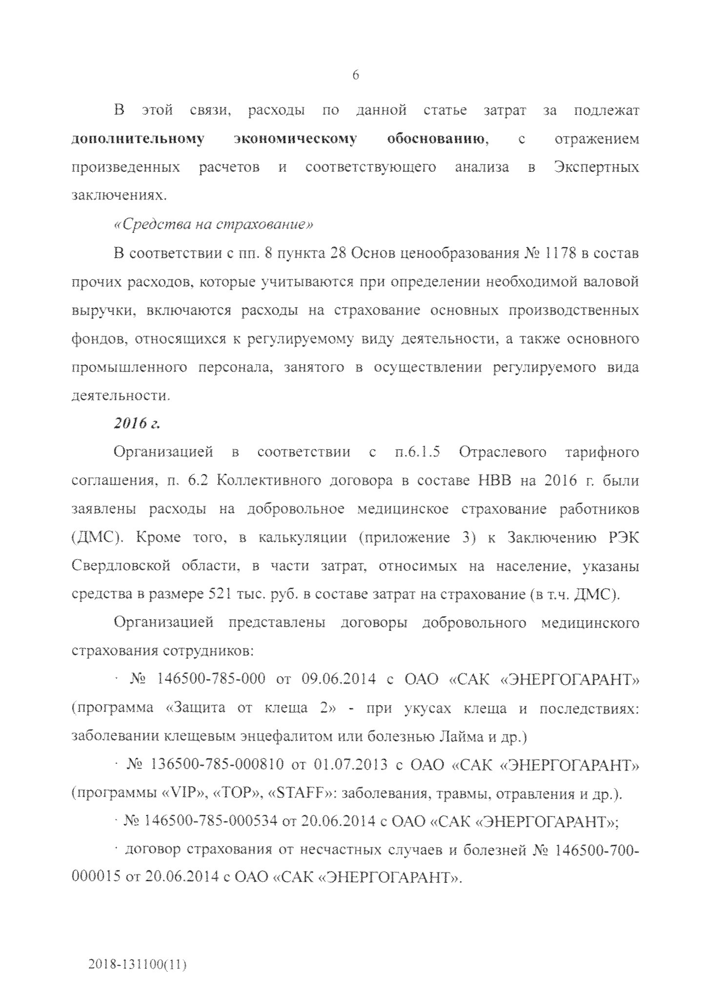 6
В этой связи, расходы по данной статье затрат за подлежат
дополнительному экономическому обоснованию, с отражением
произведенных расчетов и соответствующего анализа в Экспертных
заключениях.
«Средства на страхование»
В соответствии с пп. 8 пункта 28 Основ ценообразования № 1178 в состав
прочих расходов, которые учитываются при определении необходимой валовой
выручки, включаются расходы на страхование основных производственных
фондов, относящихся к регулируемому виду деятельности, а также основного
промышленного персонала, занятого в осуществлении регулируемого вида
деятельности.
2016 г.
Организацией в соответствии с п.6.1.5 Отраслевого тарифного
соглашения, п. 6.2 Коллективного договора в составе НВВ на 2016 г. были
заявлены расходы на добровольное медицинское страхование работников
(ДМС). Кроме того, в калькуляции (приложение 3) к Заключению РЭК
Свердловской области, в части затрат, относимых на население, указаны
средства в размере 521 тыс. руб. в составе затрат на страхование (в т.ч. ДМС).
Организацией представлены договоры добровольного медицинского
страхования сотрудников:
· № 146500-785-000 от 09.06.2014 с ОАО «САК «ЭНЕРГОГАРАНТ»
(программа «Защита от клеща 2» - при укусах клеща и последствиях:
заболевании клещевым энцефалитом или болезнью Лайма и др.)
· № 136500-785-000810 от 01.07.2013 с ОАО «САК «ЭНЕРГОГАРАНТ»
(программы «VIP», «TOP», «STAFF»: заболевания, травмы, отравления и др.).
· № 146500-785-000534 от 20.06.2014 с ОАО «САК «ЭНЕРГОГАРАНТ»;
· договор страхования от несчастных случаев и болезней № 146500-700-
000015 от 20.06.2014 с ОАО «САК «ЭНЕРГОГАРАНТ».
2018-131100(11)